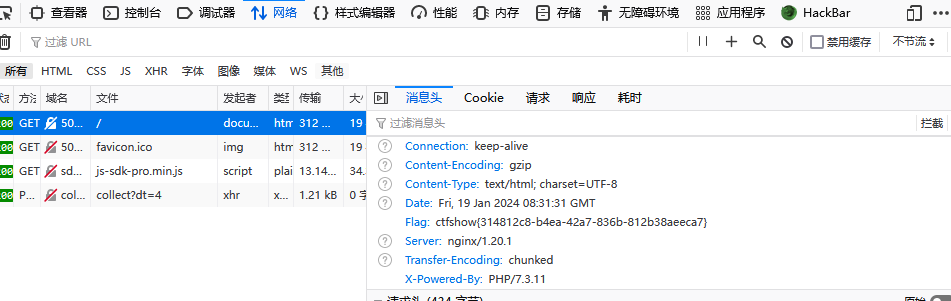 查看器 控制台 调试器 网络 样式编辑器 性能 内存 存储 无障碍环境 应用程序 HackBar
过滤 URL 禁用缓存 不节流
所有 HTML CSS JS XHR 字体 图像 媒体 WS 其他
方法 域名 文件 发起者 类型 传输 大小
消息头 Cookie 请求 响应 耗时
200 GET 50... / docu... htm 312 ... 19
过滤消息头 拦截
200 GET 50... favicon.ico img htm 312 ... 19
200 GET sd... js-sdk-pro.min.js script plai 13.14... 34.
200 P... col... collect?dt=4 xhr x... 1.21 kB 0 字
Connection: keep-alive
Content-Encoding: gzip
Content-Type: text/html; charset=UTF-8
Date: Fri, 19 Jan 2024 08:31:31 GMT
Flag: ctfshow{314812c8-b4ea-42a7-836b-812b38aeeca7}
Server: nginx/1.20.1
Transfer-Encoding: chunked
X-Powered-By: PHP/7.3.11
请求头 (434 字节) 原始